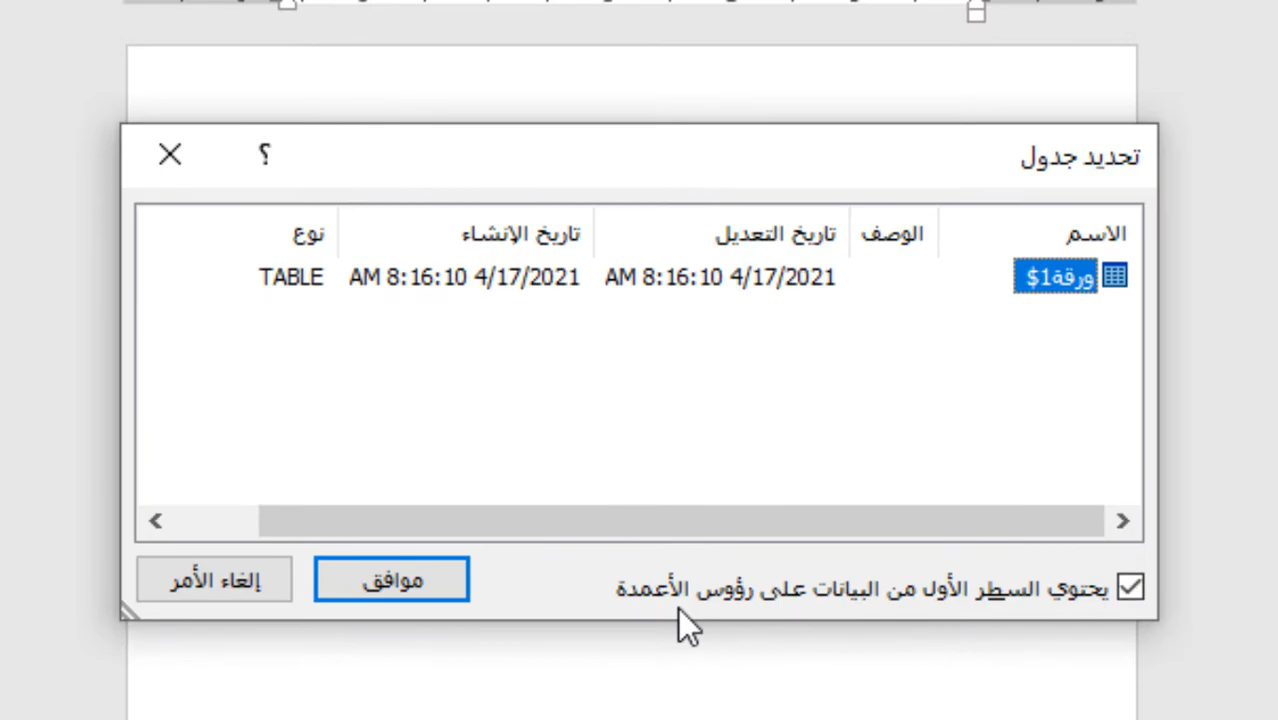 تحديد جدول ؟
الاسم الوصف تاريخ التعديل تاريخ الإنشاء نوع
ورقة1$ 4/17/2021 8:16:10 AM 4/17/2021 8:16:10 AM TABLE
يحتوي السطر الأول من البيانات على رؤوس الأعمدة
موافق إلغاء الأمر